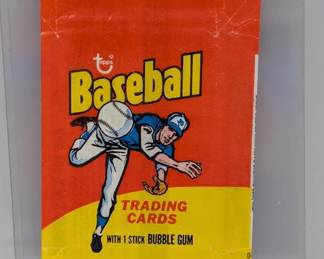 topps
Baseball
TRADING
CARDS
WITH 1 STICK BUBBLE GUM